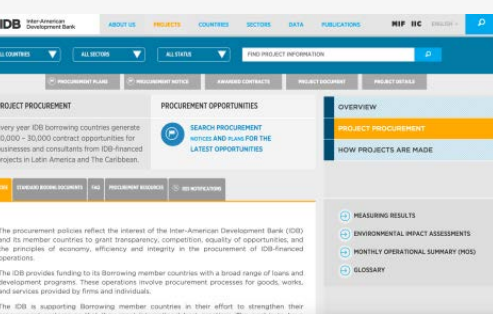 IDB Inter-American Development Bank
ABOUT US PROJECTS COUNTRIES SECTORS DATA PUBLICATIONS MIF IIC ENGLISH
ALL COUNTRIES ALL SECTORS ALL STATUS FIND PROJECT INFORMATION
PROCUREMENT PLANS PROCUREMENT NOTICE AWARDED CONTRACTS PROJECT DOCUMENT PROJECT DETAILS
PROJECT PROCUREMENT
Every year IDB borrowing countries generate
20,000 - 30,000 contract opportunities for
businesses and consultants from IDB-financed
projects in Latin America and The Caribbean.
PROCUREMENT OPPORTUNITIES
SEARCH PROCUREMENT
NOTICES AND PLANS FOR THE
LATEST OPPORTUNITIES
OVERVIEW
PROJECT PROCUREMENT
HOW PROJECTS ARE MADE
STANDARD BIDDING DOCUMENTS FAQ PROCUREMENT RESOURCES NOTIFICATIONS
The procurement policies reflect the interest of the Inter-American Development Bank (IDB)
and its member countries to grant transparency, competition, equality of opportunities, and
the principles of economy, efficiency and integrity in the procurement of IDB-financed
operations.
The IDB provides funding to its Borrowing member countries with a broad range of loans and
development programs. These operations involve procurement processes for goods, works,
and services provided by firms and individuals.
The IDB is supporting Borrowing member countries in their effort to strengthen their
MEASURING RESULTS
ENVIRONMENTAL IMPACT ASSESSMENTS
MONTHLY OPERATIONAL SUMMARY (MOS)
GLOSSARY